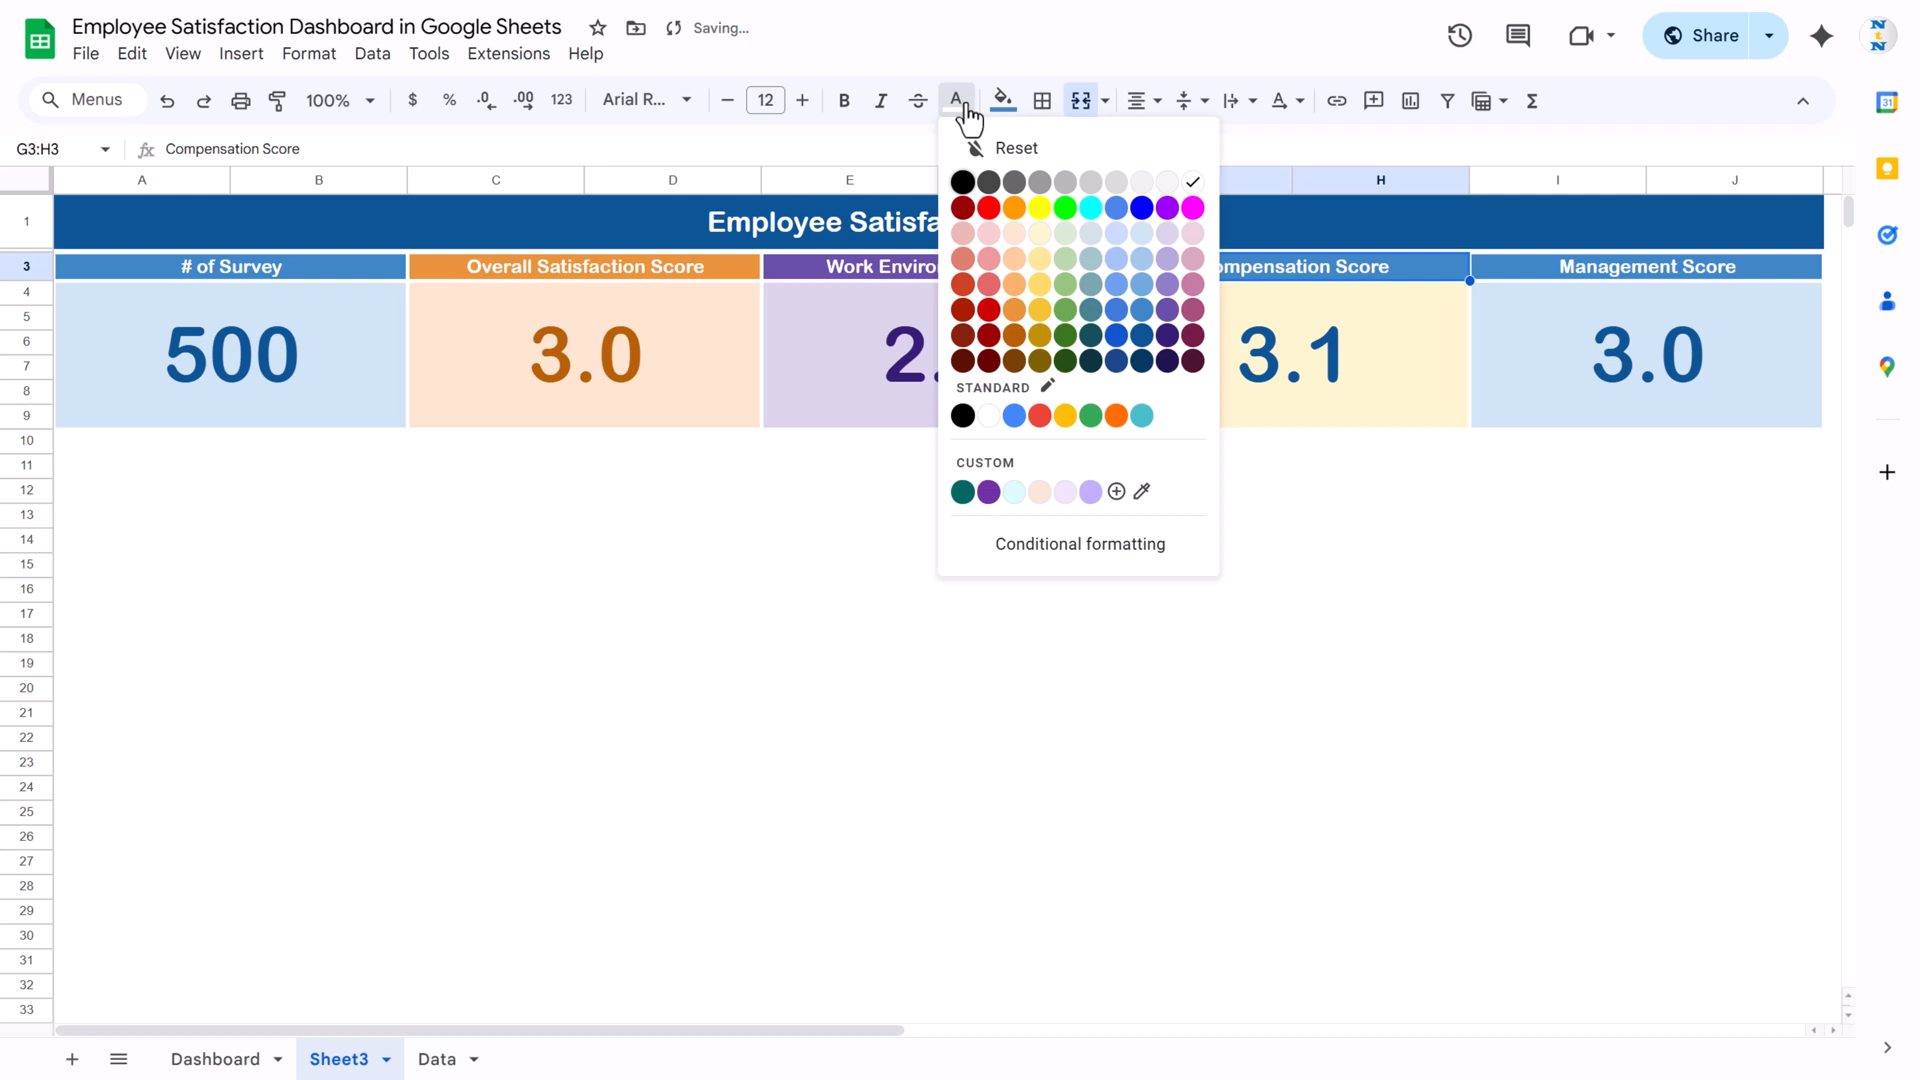 Employee Satisfaction Dashboard in Google Sheets
Saving...
File Edit View Insert Format Data Tools Extensions Help
Share
Menus 100% $ % .0 .00 123 Arial R... 12 B I S A
G3:H3 fx Compensation Score
Reset
A B C D E H I J
1 Employee Satisfa
3 # of Survey Overall Satisfaction Score Work Environ ompensation Score Management Score
4
5
6 500 3.0 2. 3.1 3.0
7
8
9
STANDARD
10
11
CUSTOM
12
13
14 Conditional formatting
15
16
17
18
19
20
21
22
23
24
25
26
27
28
29
30
31
32
33
Dashboard Sheet3 Data